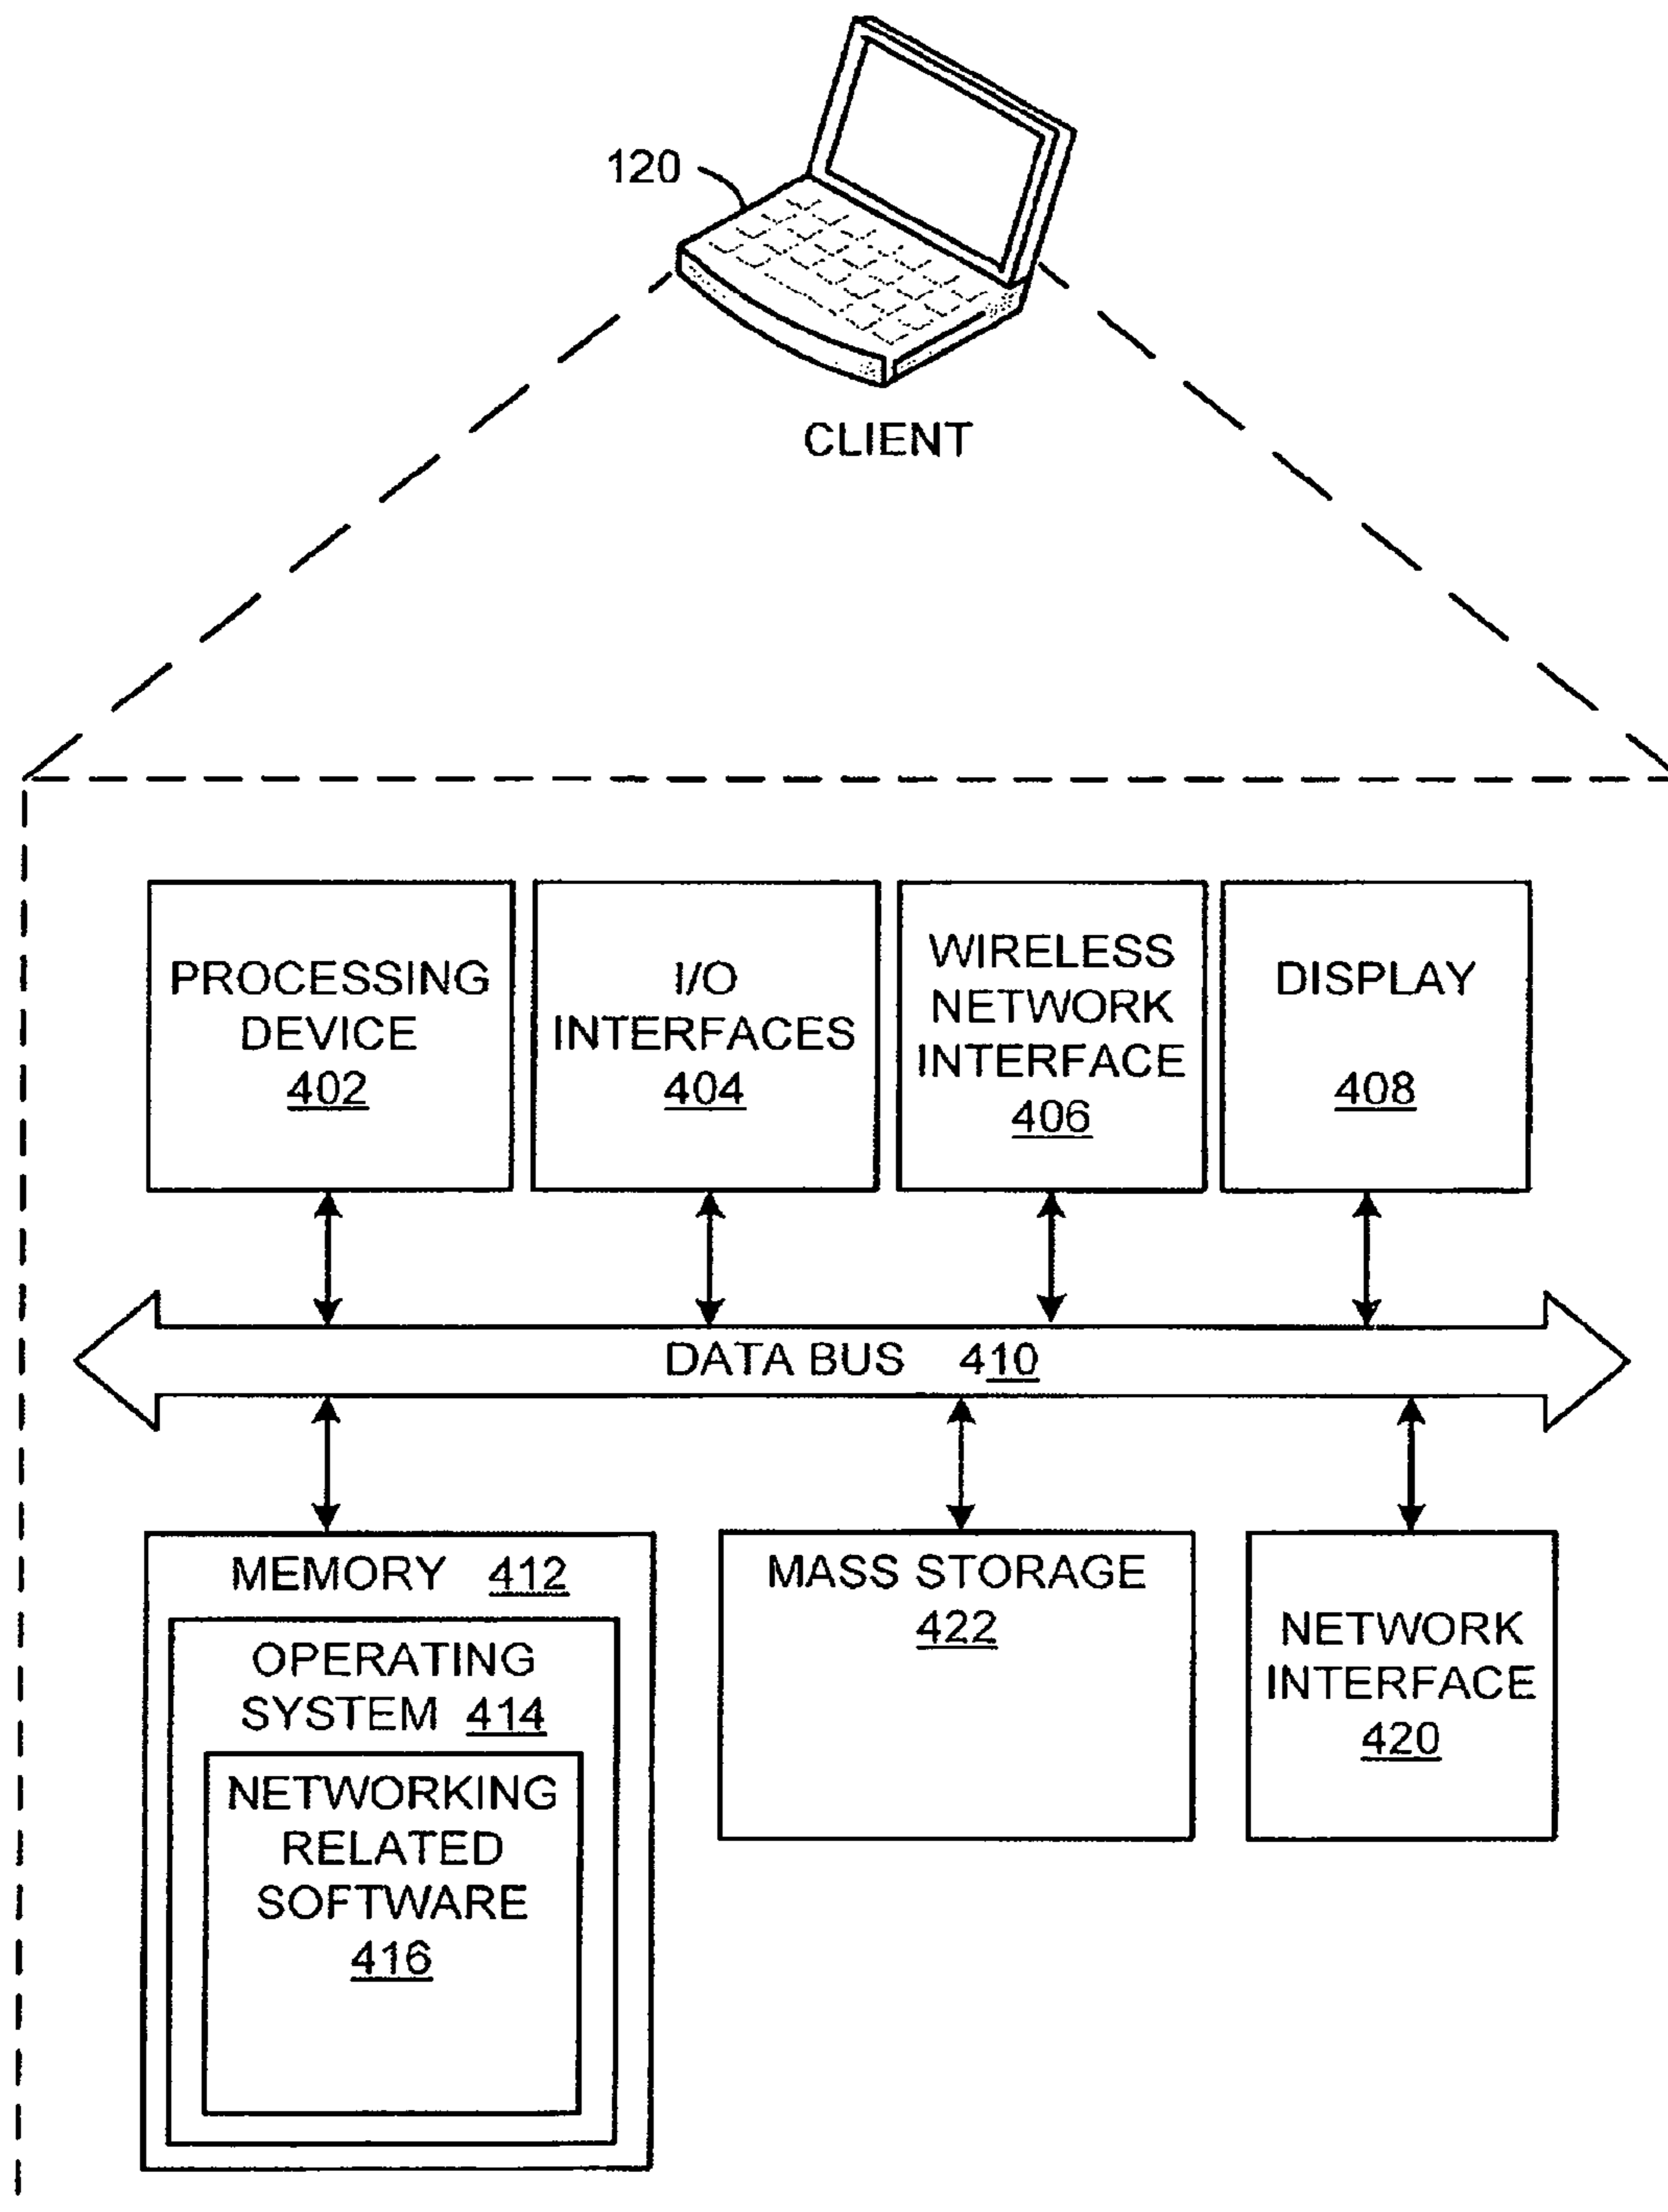 120
CLIENT
PROCESSING
DEVICE
402
I/O
INTERFACES
404
WIRELESS
NETWORK
INTERFACE
406
DISPLAY
408
DATA BUS 410
MEMORY 412
OPERATING
SYSTEM 414
NETWORKING
RELATED
SOFTWARE
416
MASS STORAGE
422
NETWORK
INTERFACE
420